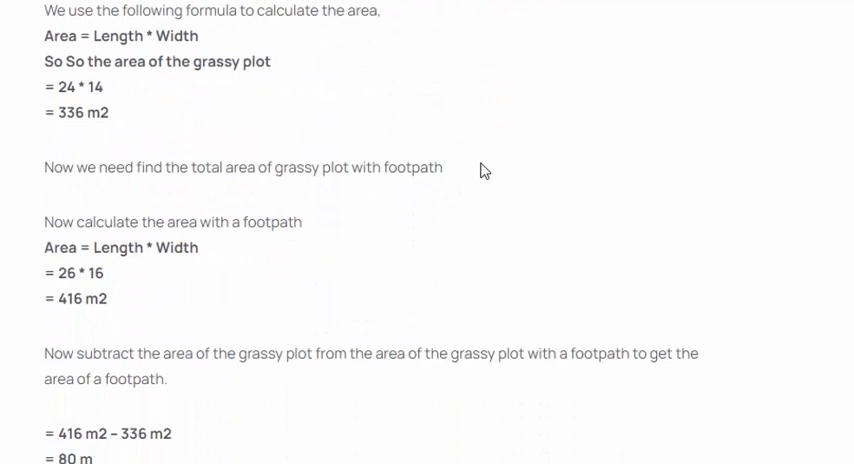 We use the following formula to calculate the area,
Area = Length * Width
So So the area of the grassy plot
= 24 * 14
= 336 m2
Now we need find the total area of grassy plot with footpath
Now calculate the area with a footpath
Area = Length * Width
= 26 * 16
= 416 m2
Now subtract the area of the grassy plot from the area of the grassy plot with a footpath to get the
area of a footpath.
= 416 m2 – 336 m2
= 80 m